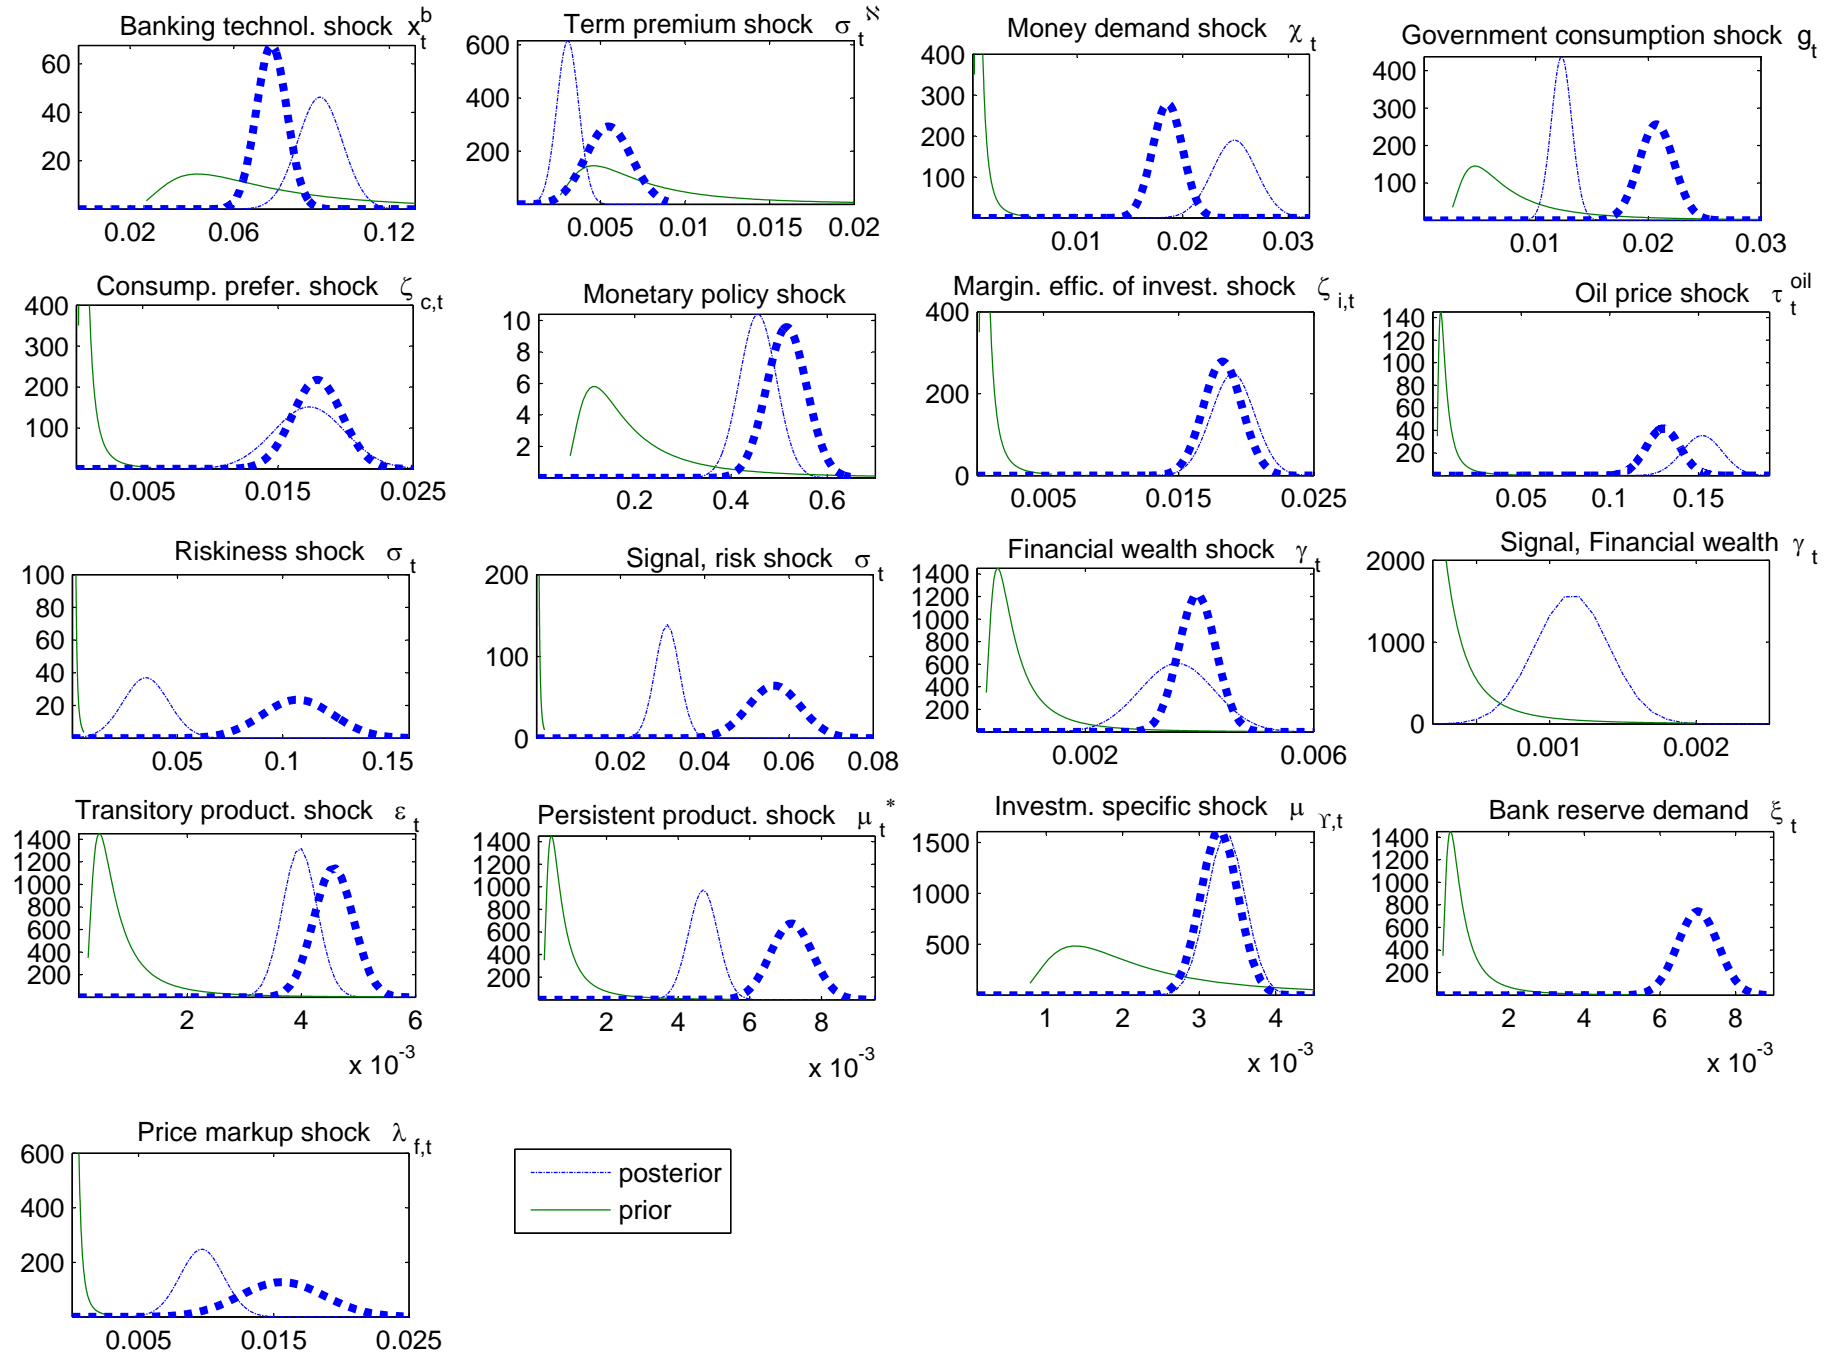 Banking technol. shock x_t^b
60
40
20
0.02 0.06 0.12
Term premium shock σ_t^ℵ
600
400
200
0.005 0.01 0.015 0.02
Money demand shock χ_t
400
300
200
100
0.01 0.02 0.03
Government consumption shock g_t
400
300
200
100
0.01 0.02 0.03
Consump. prefer. shock ζ_c,t
400
300
200
100
0.005 0.015 0.025
Monetary policy shock
10
8
6
4
2
0.2 0.4 0.6
Margin. effic. of invest. shock ζ_i,t
400
200
0
0.005 0.015 0.025
Oil price shock τ_t^oil
140
120
100
80
60
40
20
0.05 0.1 0.15
Riskiness shock σ_t
100
80
60
40
20
0.05 0.1 0.15
Signal, risk shock σ_t
200
100
0
0.02 0.04 0.06 0.08
Financial wealth shock γ_t
1400
1200
1000
800
600
400
200
0.002 0.006
Signal, Financial wealth γ_t
2000
1000
0
0.001 0.002
Transitory product. shock ε_t
1400
1200
1000
800
600
400
200
2 4 6
x 10^-3
Persistent product. shock μ_t^*
1400
1200
1000
800
600
400
200
2 4 6 8
x 10^-3
Investm. specific shock μ_ϒ,t
1500
1000
500
1 2 3 4
x 10^-3
Bank reserve demand ξ_t
1400
1200
1000
800
600
400
200
2 4 6 8
x 10^-3
Price markup shock λ_f,t
600
400
200
0.005 0.015 0.025
posterior
prior